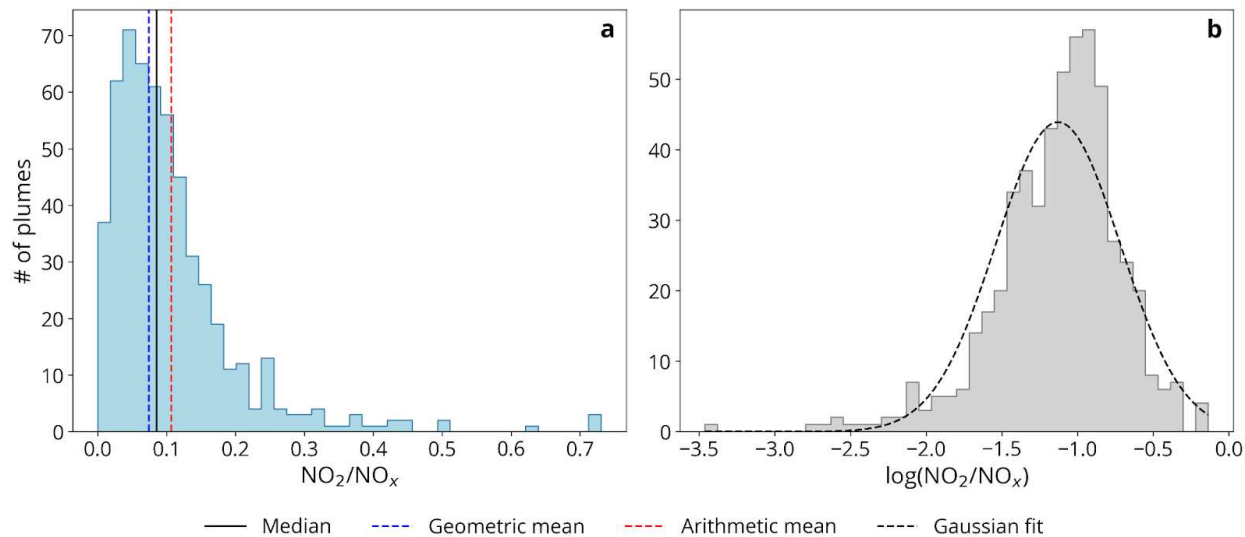 a
70
60
50
40
30
20
10
0
# of plumes
0.0 0.1 0.2 0.3 0.4 0.5 0.6 0.7
NO₂/NOₓ
b
50
40
30
20
10
0
−3.5 −3.0 −2.5 −2.0 −1.5 −1.0 −0.5 0.0
log(NO₂/NOₓ)
Median Geometric mean Arithmetic mean Gaussian fit